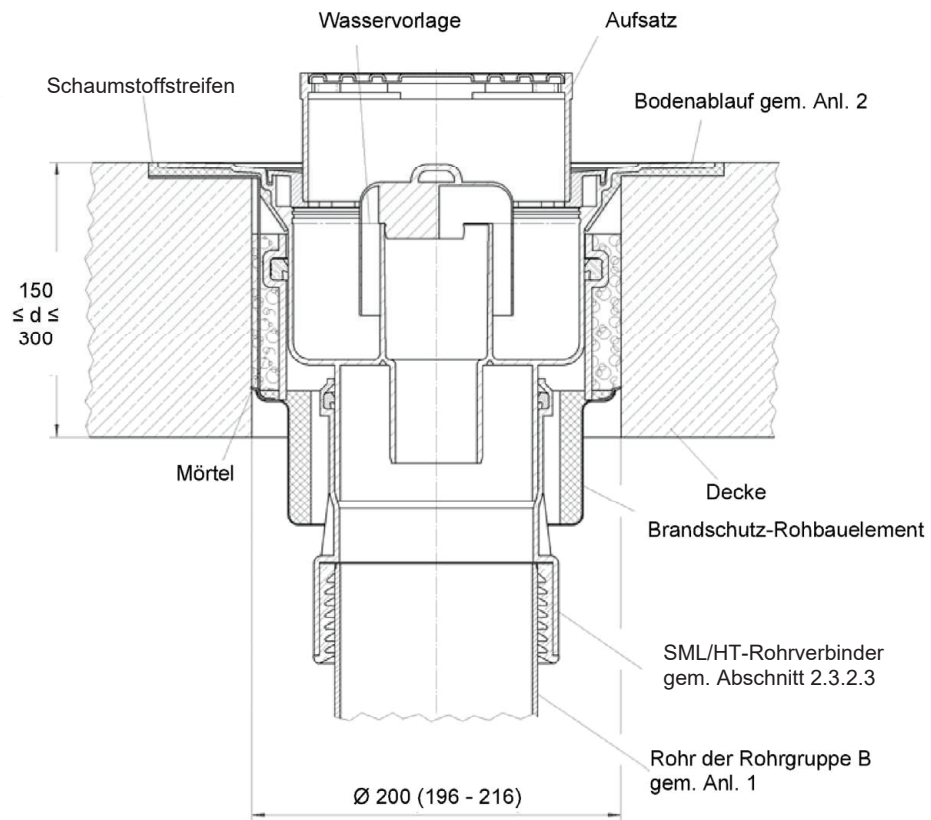 Wasservorlage
Aufsatz
Schaumstoffstreifen
Bodenablauf gem. Anl. 2
150
≤ d ≤
300
Mörtel
Decke
Brandschutz-Rohbauelement
SML/HT-Rohrverbinder
gem. Abschnitt 2.3.2.3
Rohr der Rohrgruppe B
gem. Anl. 1
Ø 200 (196 - 216)